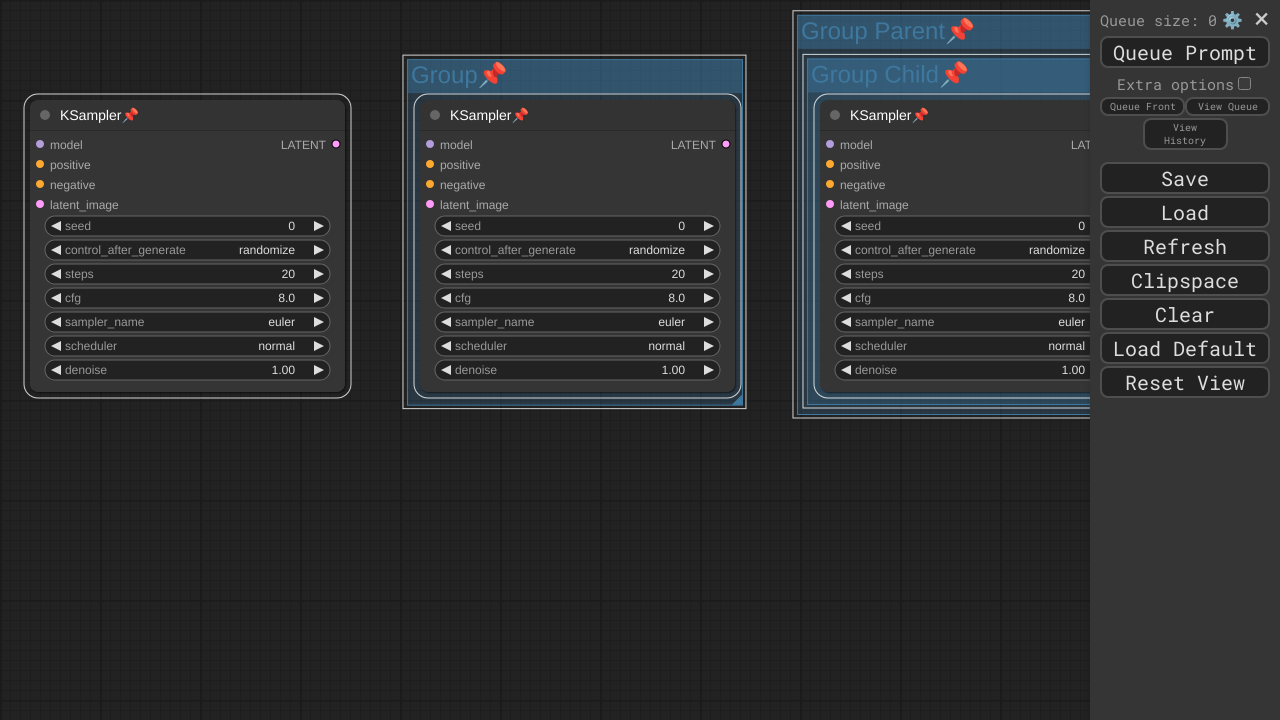 KSampler📌
model LATENT
positive
negative
latent_image
seed 0
control_after_generate randomize
steps 20
cfg 8.0
sampler_name euler
scheduler normal
denoise 1.00
Group📌
KSampler📌
model LATENT
positive
negative
latent_image
seed 0
control_after_generate randomize
steps 20
cfg 8.0
sampler_name euler
scheduler normal
denoise 1.00
Group Parent📌
Group Child📌
KSampler📌
model LAT
positive
negative
latent_image
seed 0
control_after_generate randomize
steps 20
cfg 8.0
sampler_name euler
scheduler normal
denoise 1.00
Queue size: 0⚙️ ×
Queue Prompt
Extra options
Queue Front View Queue
View
History
Save
Load
Refresh
Clipspace
Clear
Load Default
Reset View